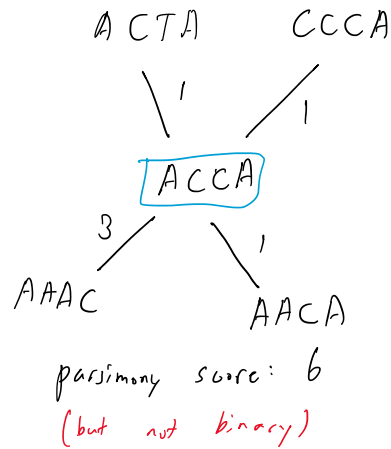 ACTA CCCA
1 1
ACCA
3 1
AAAC
AACA
parsimony score: 6
(but not binary)